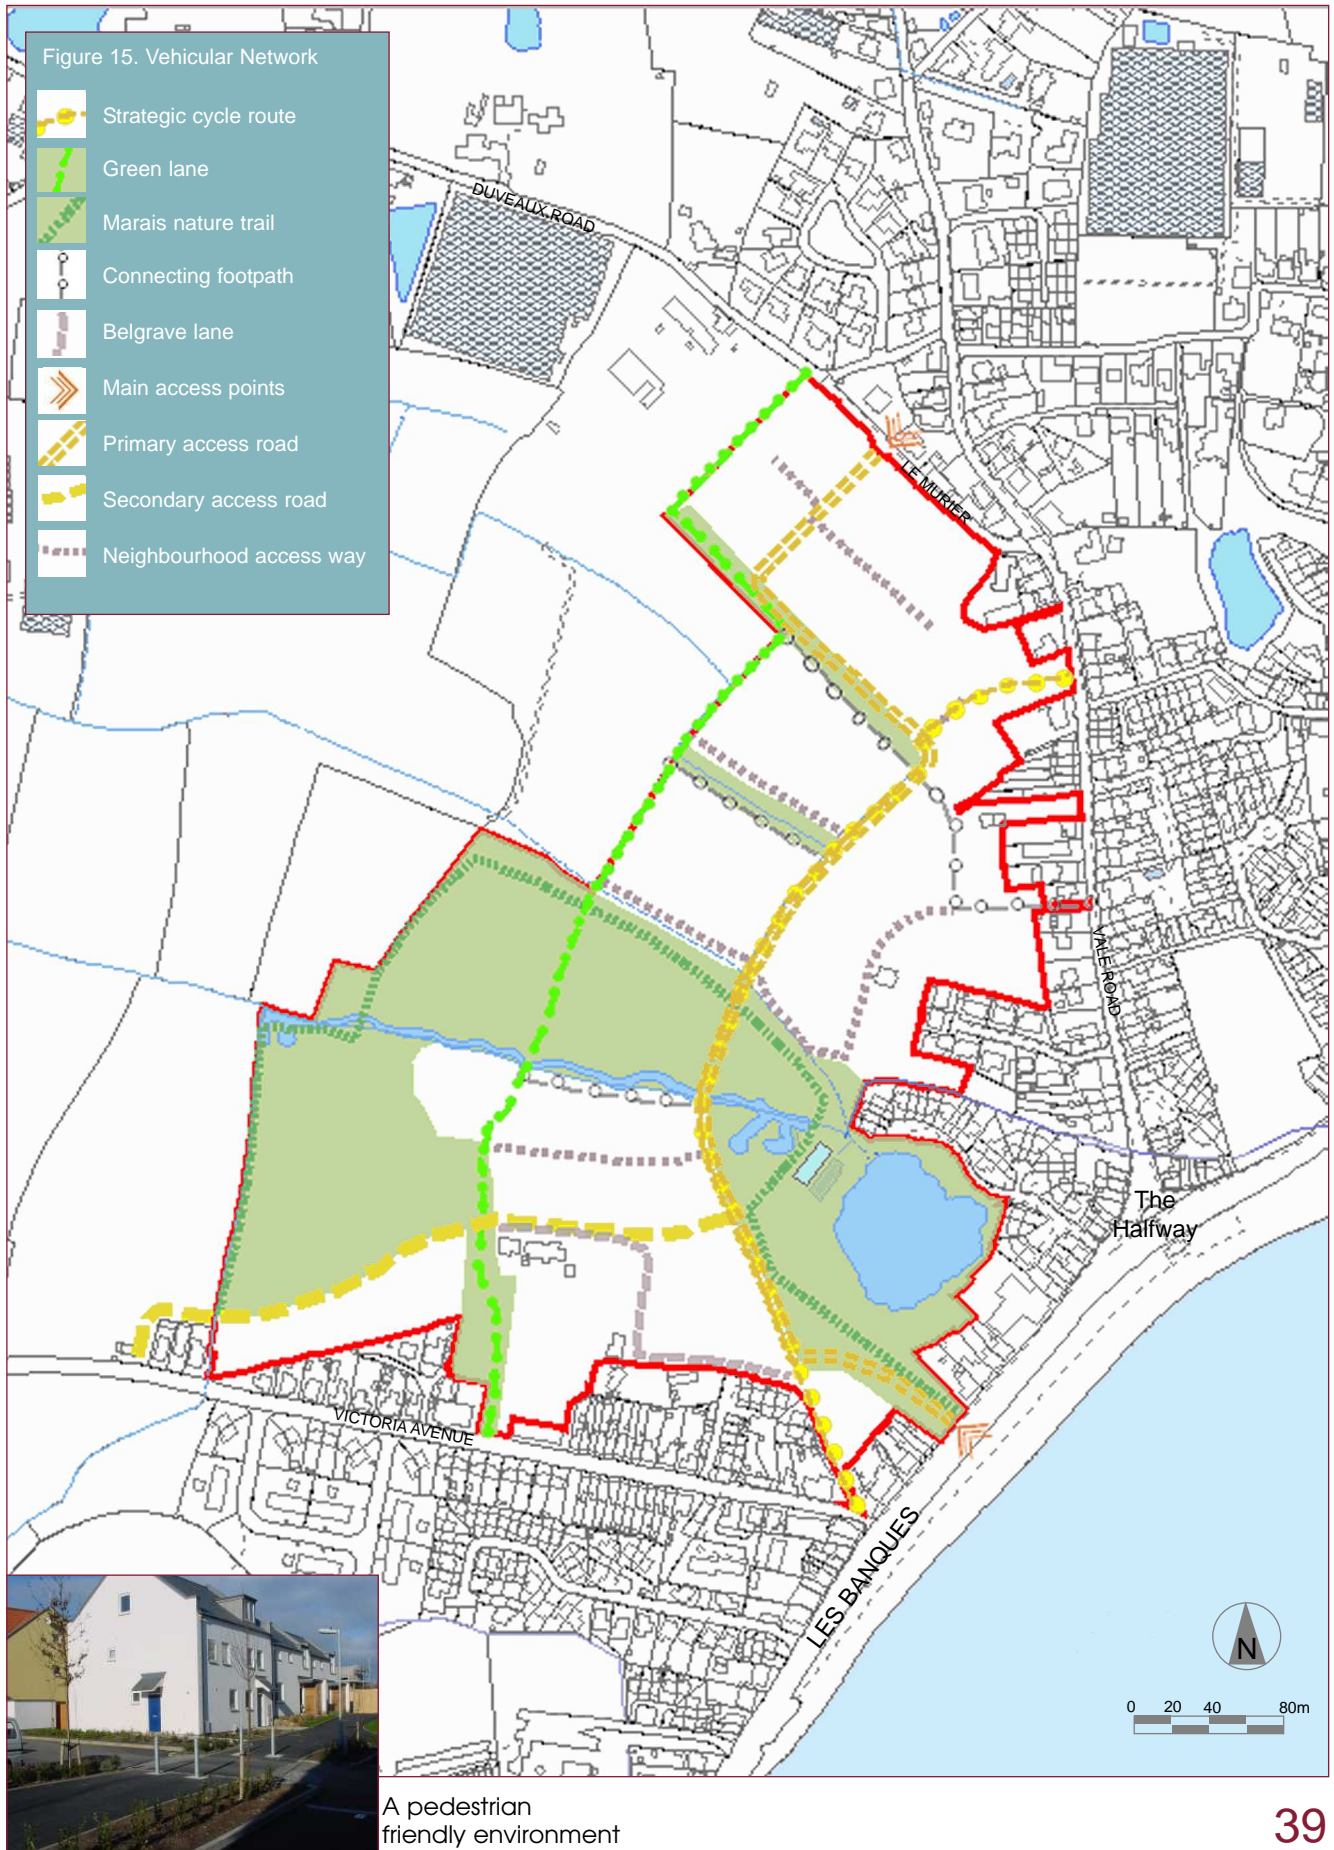 Figure 15. Vehicular Network
Strategic cycle route
Green lane
Marais nature trail
Connecting footpath
Belgrave lane
Main access points
Primary access road
Secondary access road
Neighbourhood access way
DUVEAUX ROAD
LE MURIER
VALE ROAD
The
Halfway
VICTORIA AVENUE
LES BANQUES
N
0 20 40 80m
A pedestrian
friendly environment
39